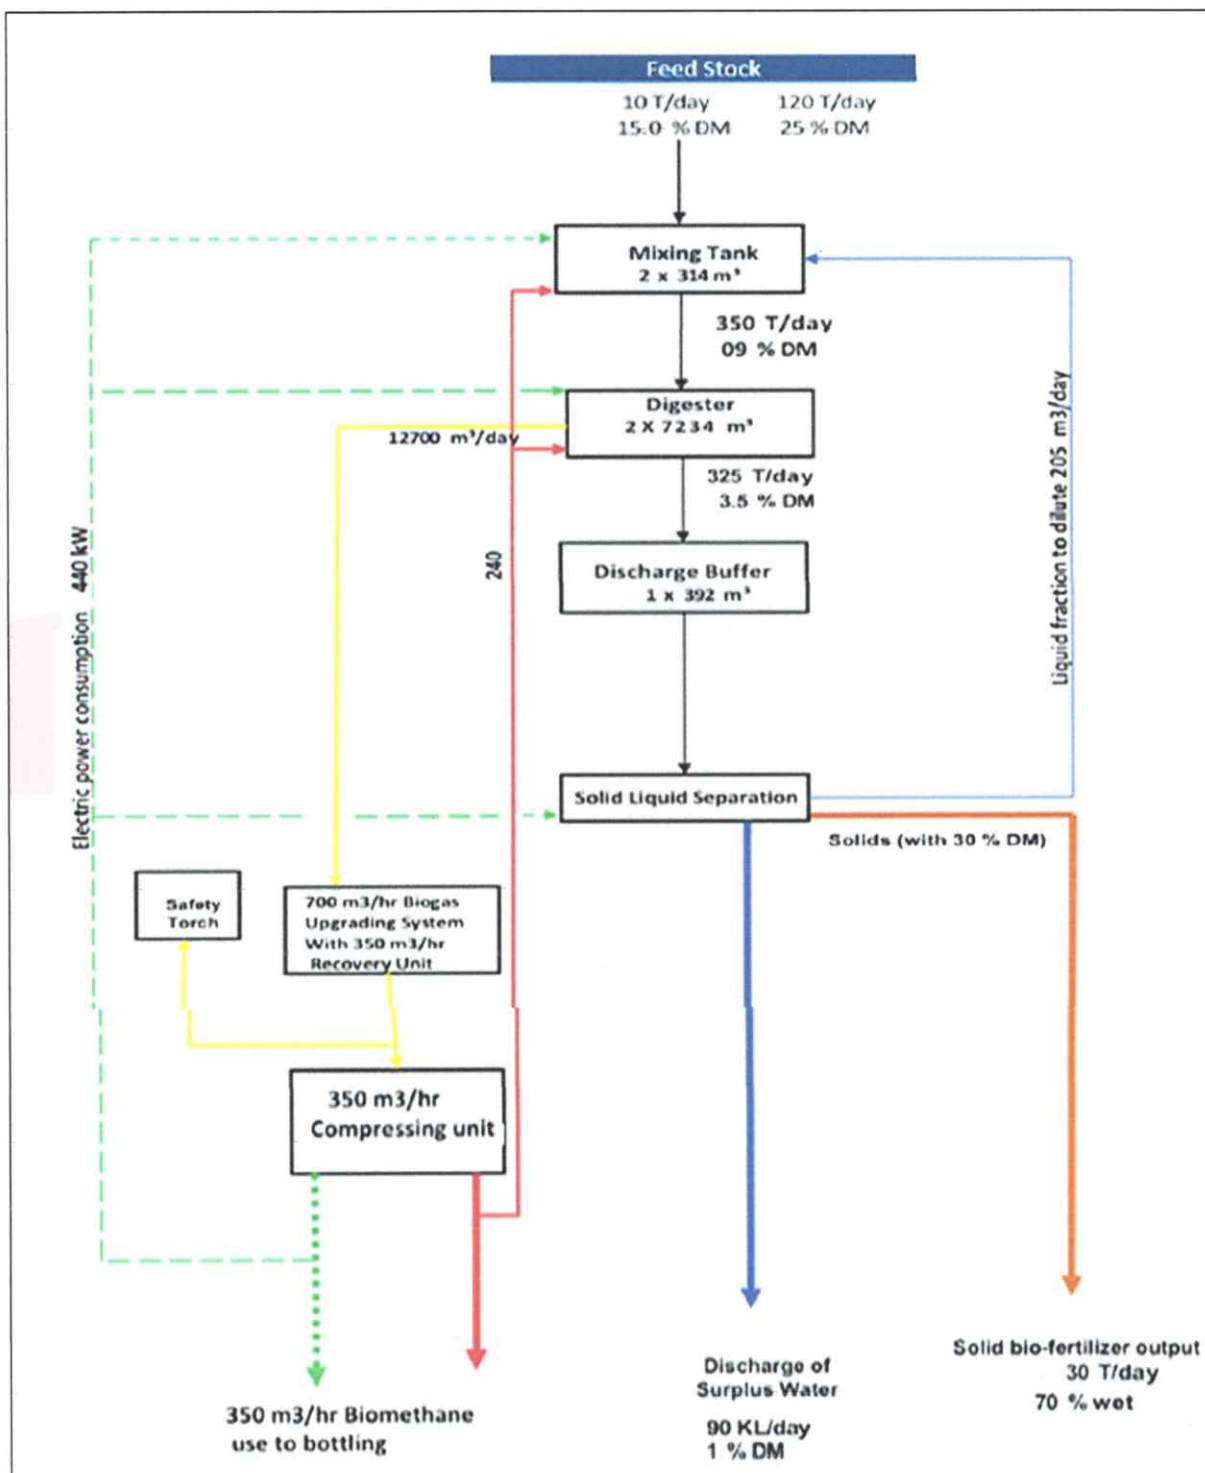 Feed Stock
10 T/day 120 T/day
15.0 % DM 25 % DM
Mixing Tank
2 x 314 m³
350 T/day
09 % DM
Digester
2 X 7234 m³
12700 m³/day
325 T/day
3.5 % DM
Discharge Buffer
1 x 392 m³
240
Electric power consumption 440 kW
Liquid fraction to dilute 205 m3/day
Solid Liquid Separation
Solids (with 30 % DM)
Safety
Torch
700 m3/hr Biogas
Upgrading System
With 350 m3/hr
Recovery Unit
350 m3/hr
Compressing unit
350 m3/hr Biomethane
use to bottling
Discharge of
Surplus Water
90 KL/day
1 % DM
Solid bio-fertilizer output
30 T/day
70 % wet